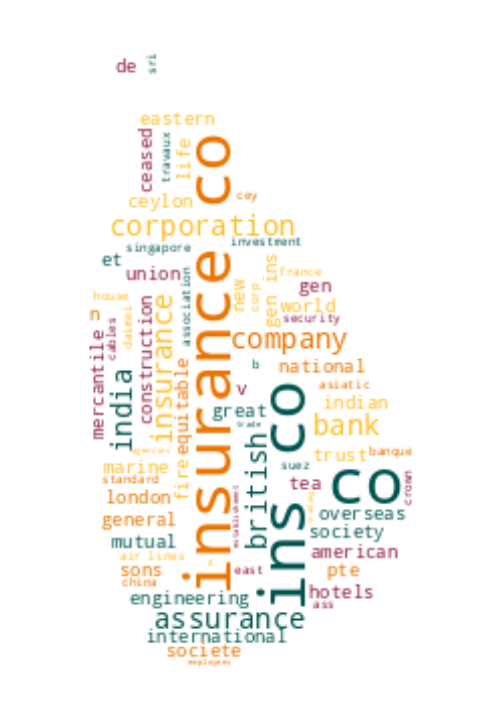 de
sri
eastern
ceased
travaux
life
insurance co
ceylon
cey
corporation
singapore
investment
et
union
association
new
corp
gen ins
france
gen
house
n
daimei
construction
insurance
world
security
mercantile
cables
company
india
equitable
b
national
v
asiatic
great
ins co
indian
trade
bank
british
agencies
marine
fire
suez
trust
banque
standard
tea
co
crown
london
establishment
overseas
general
society
mutual
american
air lines
x
sons
east
pte
china
engineering
hotels
ass
assurance
international
societe
employees